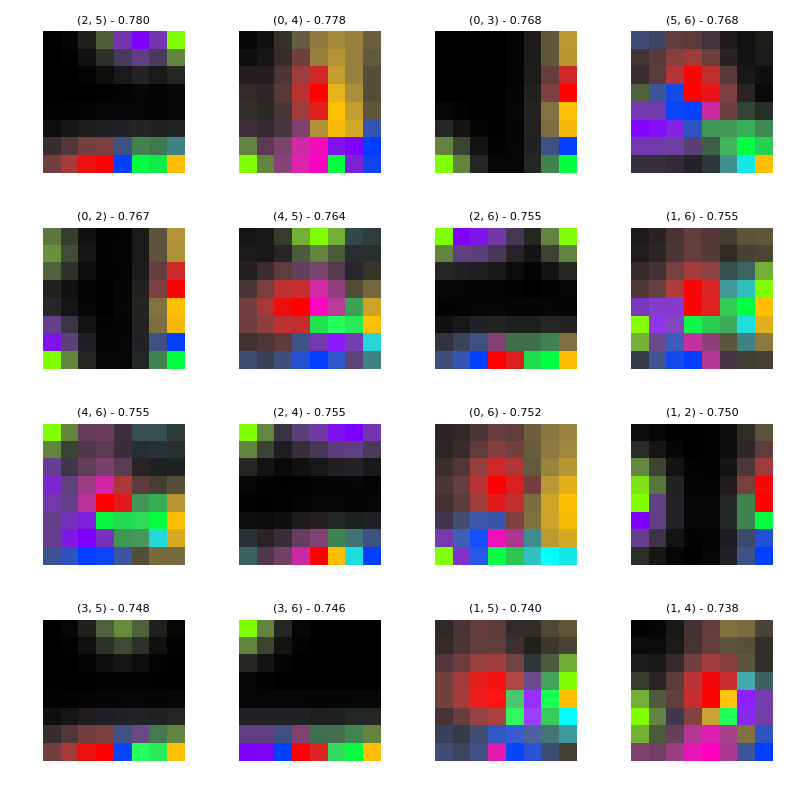 (2, 5) - 0.780 (0, 4) - 0.778 (0, 3) - 0.768 (5, 6) - 0.768
(0, 2) - 0.767 (4, 5) - 0.764 (2, 6) - 0.755 (1, 6) - 0.755
(4, 6) - 0.755 (2, 4) - 0.755 (0, 6) - 0.752 (1, 2) - 0.750
(3, 5) - 0.748 (3, 6) - 0.746 (1, 5) - 0.740 (1, 4) - 0.738